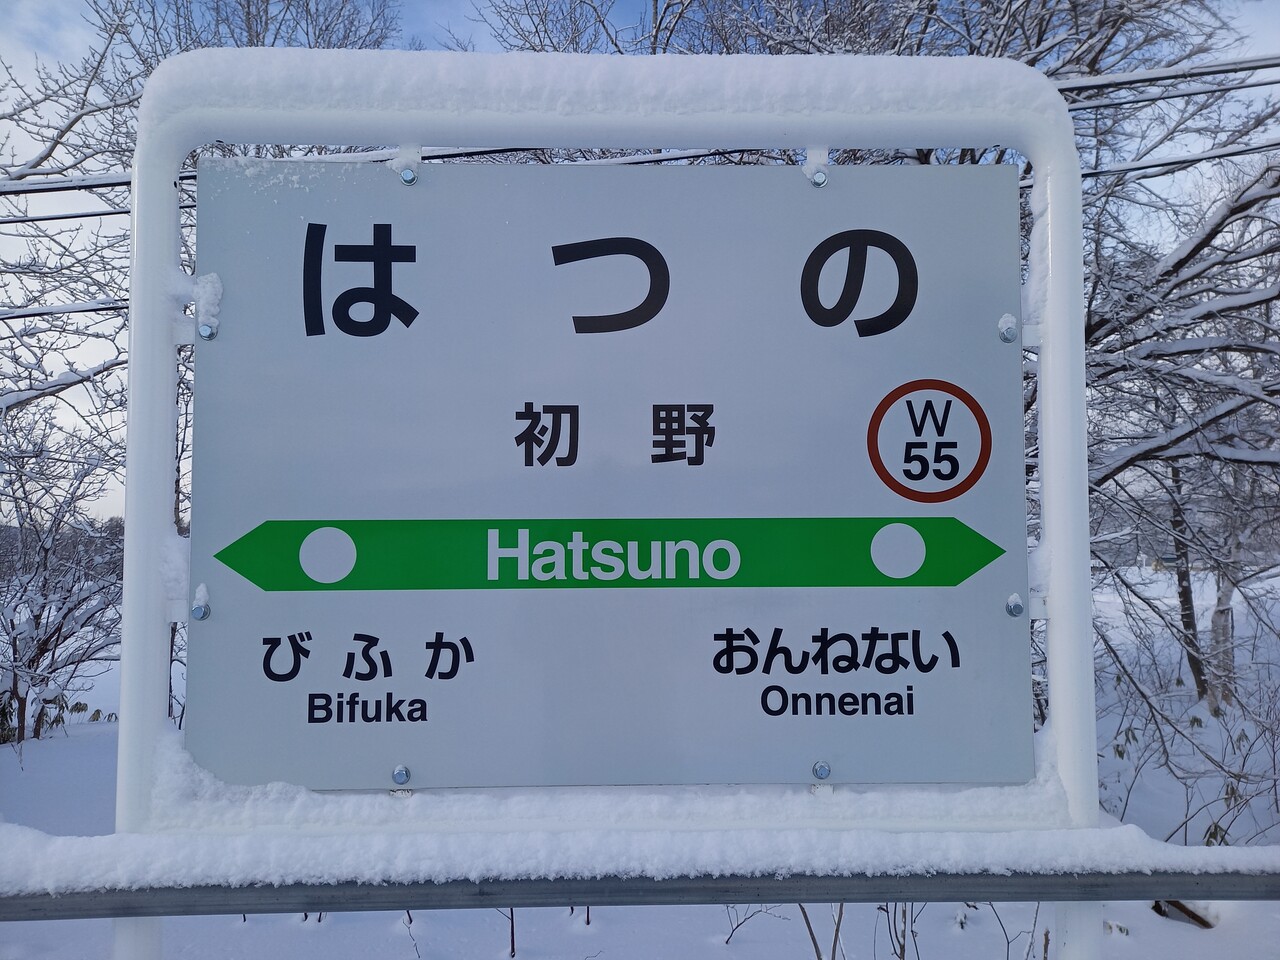 はつの
初野
W
55
Hatsuno
びふか
Bifuka
おんねない
Onnenai